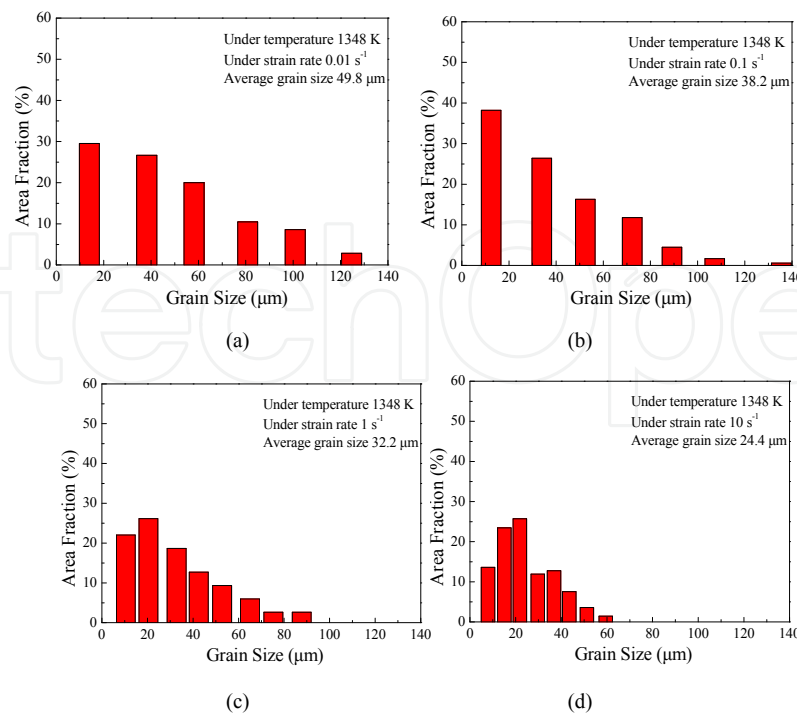 60
50
40
30
20
10
0
Area Fraction (%)
Under temperature 1348 K
Under strain rate 0.01 s⁻¹
Average grain size 49.8 μm
0 20 40 60 80 100 120 140
Grain Size (μm)
(a)
60
50
40
30
20
10
0
Area Fraction (%)
Under temperature 1348 K
Under strain rate 0.1 s⁻¹
Average grain size 38.2 μm
0 20 40 60 80 100 120 140
Grain Size (μm)
(b)
60
50
40
30
20
10
0
Area Fraction (%)
Under temperature 1348 K
Under strain rate 1 s⁻¹
Average grain size 32.2 μm
0 20 40 60 80 100 120 140
Grain Size (μm)
(c)
60
50
40
30
20
10
0
Area Fraction (%)
Under temperature 1348 K
Under strain rate 10 s⁻¹
Average grain size 24.4 μm
0 20 40 60 80 100 120 140
Grain Size (μm)
(d)
techOpe